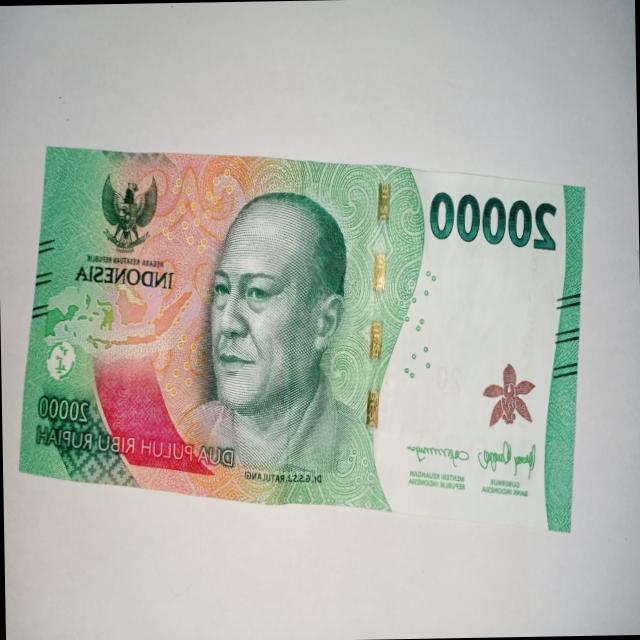 20000
NEGARA KESATUAN REPUBLIK
INDONESIA
20000
DUA PULUH RIBU RUPIAH
Dr. G.S.S.J. RATULANGI
GUBERNUR
BANK INDONESIA
MENTERI KEUANGAN
REPUBLIK INDONESIA
20